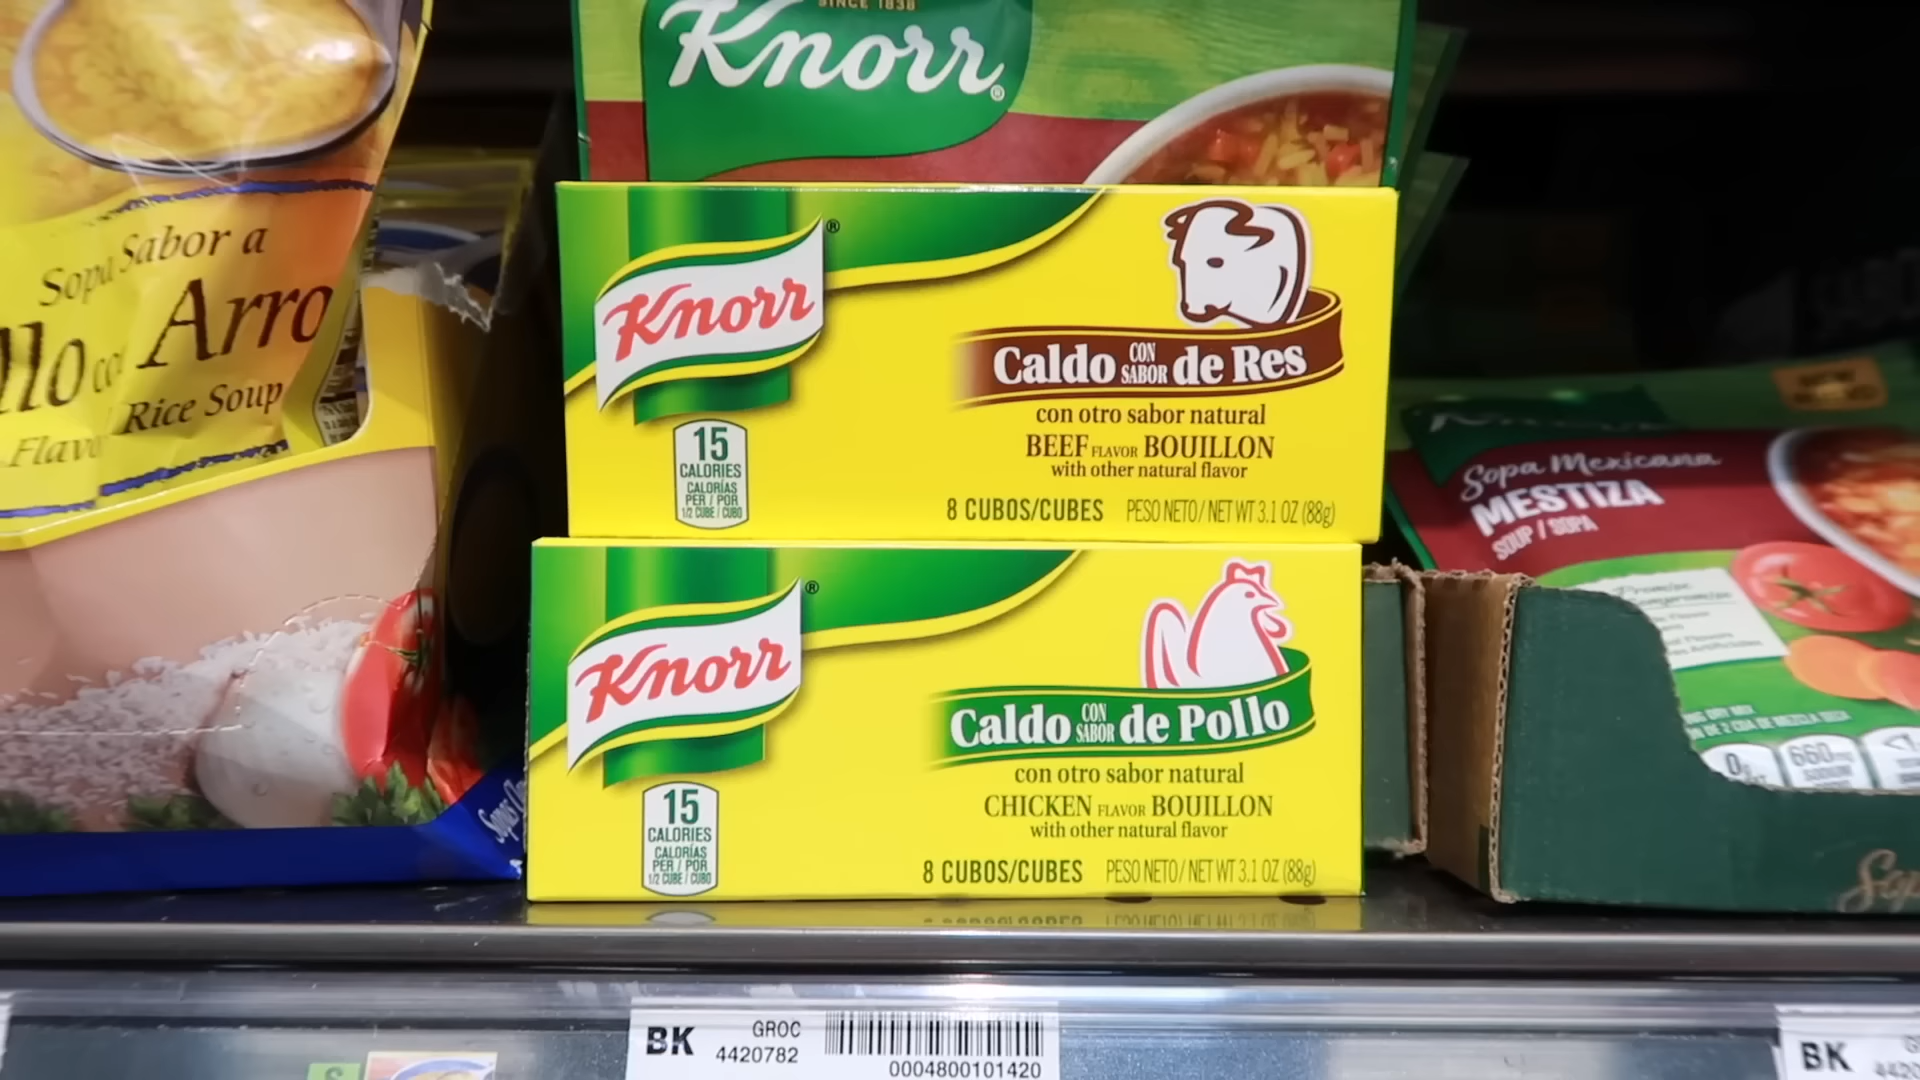 SINCE 1838
Knorr®
Sopa Sabor a
Arro
Rice Soup
Knorr®
Caldo CON SABOR de Res
con otro sabor natural
BEEF FLAVOR BOUILLON
with other natural flavor
15
CALORIES
CALORÍAS
PER / POR
1/2 CUBE / CUBO
8 CUBOS/CUBES PESO NETO/NET WT 3.1 OZ (88g)
Knorr®
Caldo CON SABOR de Pollo
con otro sabor natural
CHICKEN FLAVOR BOUILLON
with other natural flavor
15
CALORIES
CALORÍAS
PER / POR
1/2 CUBE / CUBO
8 CUBOS/CUBES PESO NETO/NET WT 3.1 OZ (88g)
Sopa Mexicana
MESTIZA
SOUP / SOPA
660
BK
GROC
4420782
0004800101420
BK